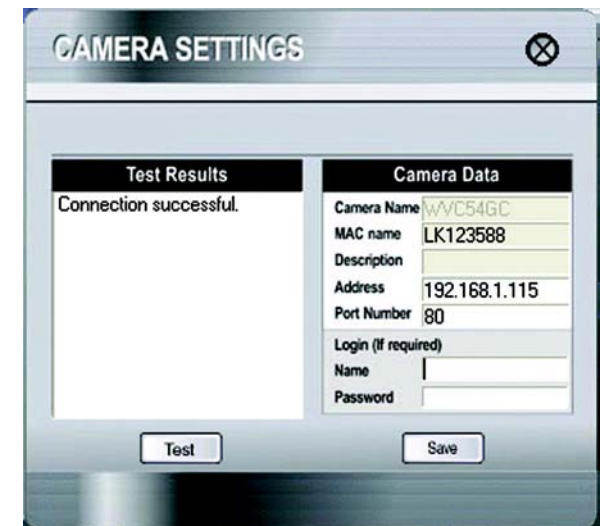 CAMERA SETTINGS
Test Results
Connection successful.
Camera Data
Camera Name WVC54GC
MAC name LK123588
Description
Address 192.168.1.115
Port Number 80
Login (If required)
Name
Password
Test
Save